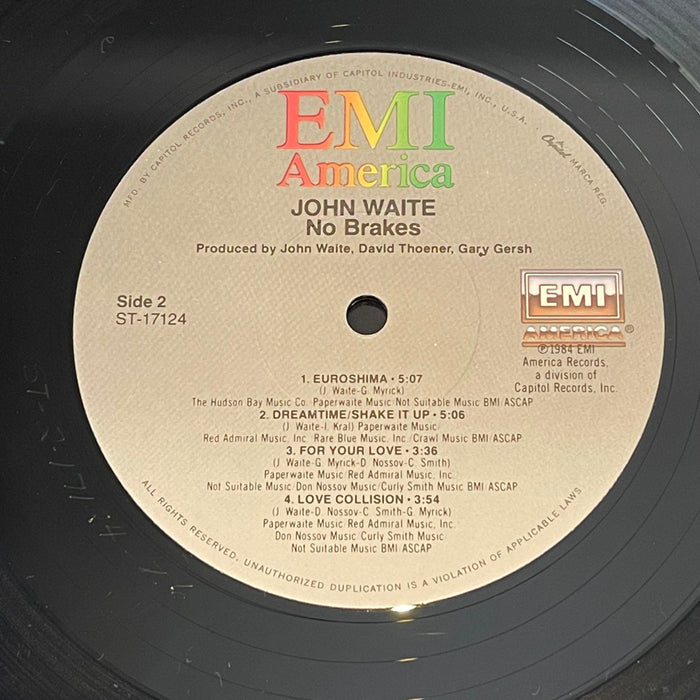 MFD. BY CAPITOL RECORDS, INC., A SUBSIDIARY OF CAPITOL INDUSTRIES-EMI, INC., U.S.A.
Capitol MARCA REG.
EMI
America
JOHN WAITE
No Brakes
Produced by John Waite, David Thoener, Gary Gersh
Side 2
ST-17124
EMI
AMERICA®
℗1984 EMI
America Records,
a division of
Capitol Records, Inc.
1. EUROSHIMA • 5:07
(J. Waite-G. Myrick)
The Hudson Bay Music Co. Paperwaite Music/Not Suitable Music BMI/ASCAP
2. DREAMTIME/SHAKE IT UP • 5:06
(J. Waite-I. Kral) Paperwaite Music/
Red Admiral Music, Inc. Rare Blue Music, Inc./Crawl Music BMI/ASCAP
3. FOR YOUR LOVE • 3:36
(J. Waite-G. Myrick-D. Nossov-C. Smith)
Paperwaite Music/Red Admiral Music, Inc.
Not Suitable Music/Don Nossov Music/Curly Smith Music BMI/ASCAP
4. LOVE COLLISION • 3:54
(J. Waite-D. Nossov-C. Smith-G. Myrick)
Paperwaite Music/Red Admiral Music, Inc.
Don Nossov Music/Curly Smith Music
Not Suitable Music BMI/ASCAP
ALL RIGHTS RESERVED. UNAUTHORIZED DUPLICATION IS A VIOLATION OF APPLICABLE LAWS